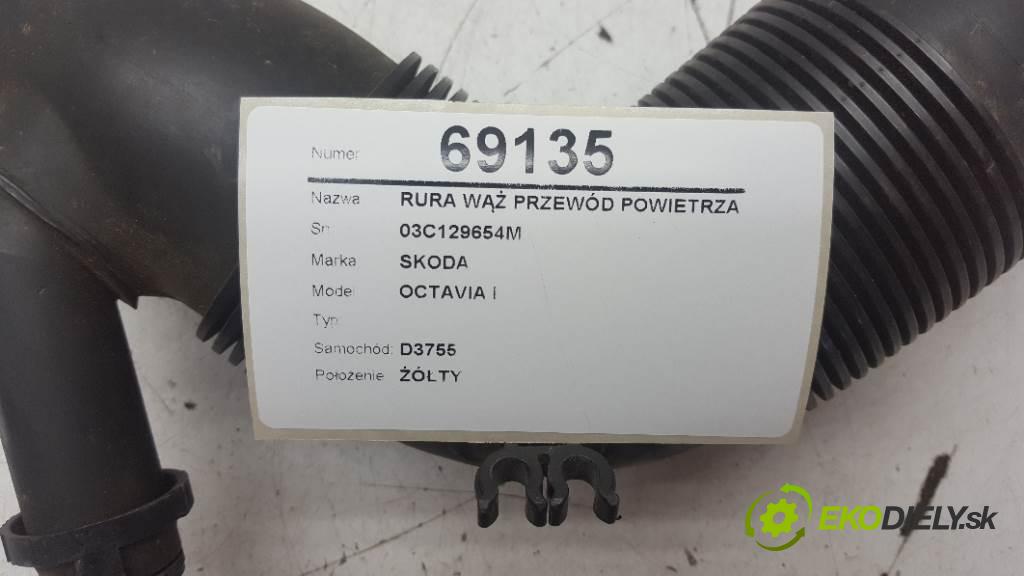 Numer 69135
Nazwa RURA WĄŻ PRZEWÓD POWIETRZA
Sn 03C129654M
Marka SKODA
Model OCTAVIA I
Typ
Samochód: D3755
Położenie ŻÓŁTY
EKODIELY.sk